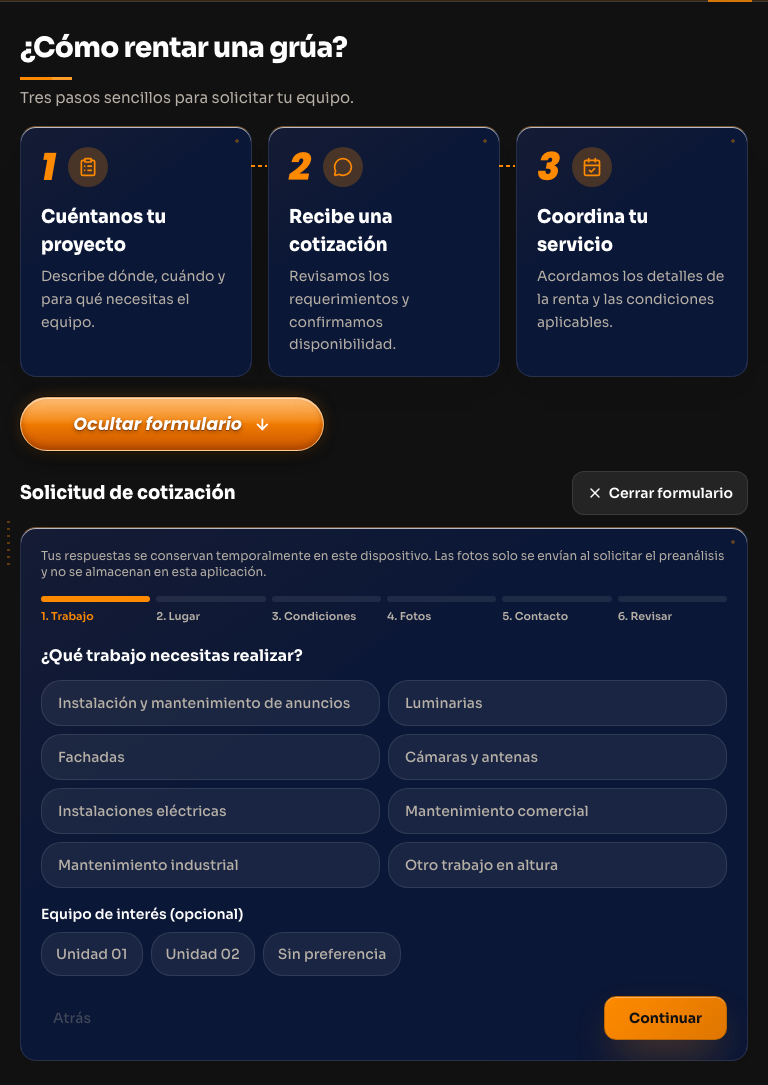 ¿Cómo rentar una grúa?
Tres pasos sencillos para solicitar tu equipo.
1
Cuéntanos tu
proyecto
Describe dónde, cuándo y
para qué necesitas el
equipo.
2
Recibe una
cotización
Revisamos los
requerimientos y
confirmamos
disponibilidad.
3
Coordina tu
servicio
Acordamos los detalles de
la renta y las condiciones
aplicables.
Ocultar formulario ↓
Solicitud de cotización
× Cerrar formulario
Tus respuestas se conservan temporalmente en este dispositivo. Las fotos solo se envían al solicitar el preanálisis
y no se almacenan en esta aplicación.
1. Trabajo 2. Lugar 3. Condiciones 4. Fotos 5. Contacto 6. Revisar
¿Qué trabajo necesitas realizar?
Instalación y mantenimiento de anuncios Luminarias
Fachadas Cámaras y antenas
Instalaciones eléctricas Mantenimiento comercial
Mantenimiento industrial Otro trabajo en altura
Equipo de interés (opcional)
Unidad 01 Unidad 02 Sin preferencia
Atrás Continuar